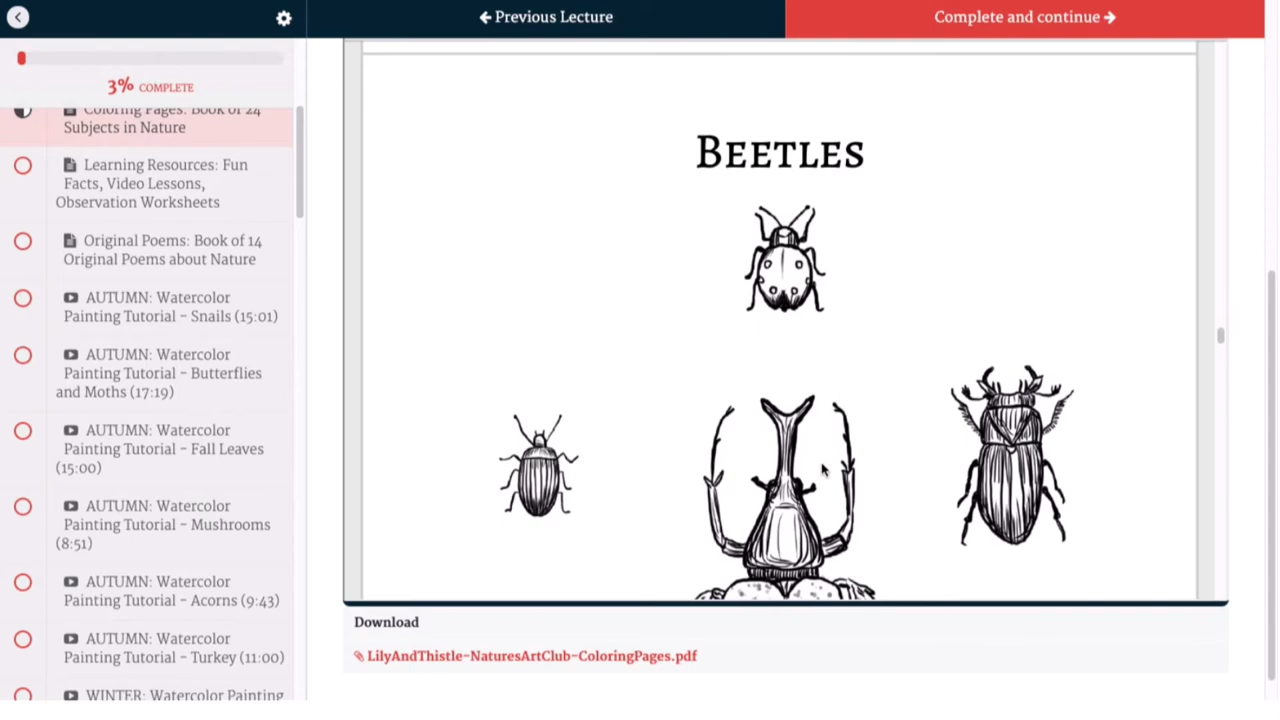 Previous Lecture
Complete and continue
3% COMPLETE
Coloring Pages: Book of 24
Subjects in Nature
Learning Resources: Fun
Facts, Video Lessons,
Observation Worksheets
Original Poems: Book of 14
Original Poems about Nature
AUTUMN: Watercolor
Painting Tutorial - Snails (15:01)
AUTUMN: Watercolor
Painting Tutorial - Butterflies
and Moths (17:19)
AUTUMN: Watercolor
Painting Tutorial - Fall Leaves
(15:00)
AUTUMN: Watercolor
Painting Tutorial - Mushrooms
(8:51)
AUTUMN: Watercolor
Painting Tutorial - Acorns (9:43)
AUTUMN: Watercolor
Painting Tutorial - Turkey (11:00)
WINTER: Watercolor Painting
BEETLES
Download
LilyAndThistle-NaturesArtClub-ColoringPages.pdf